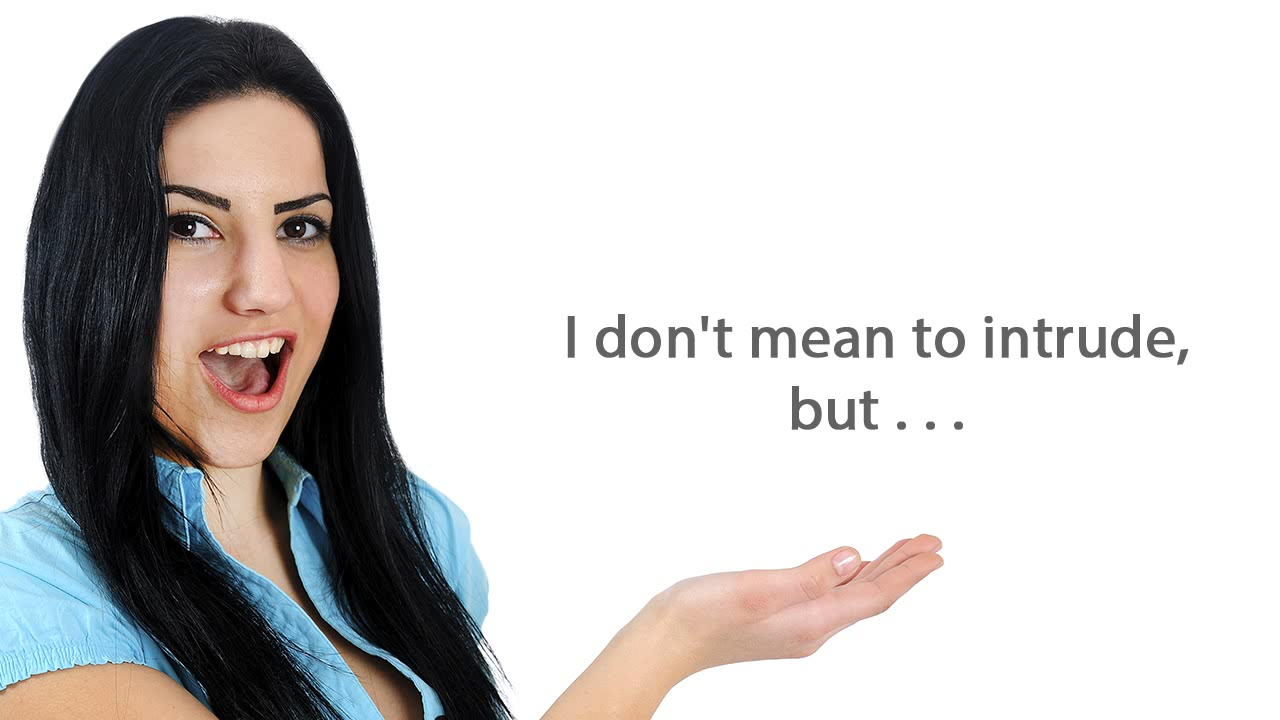 I don't mean to intrude,
but . . .